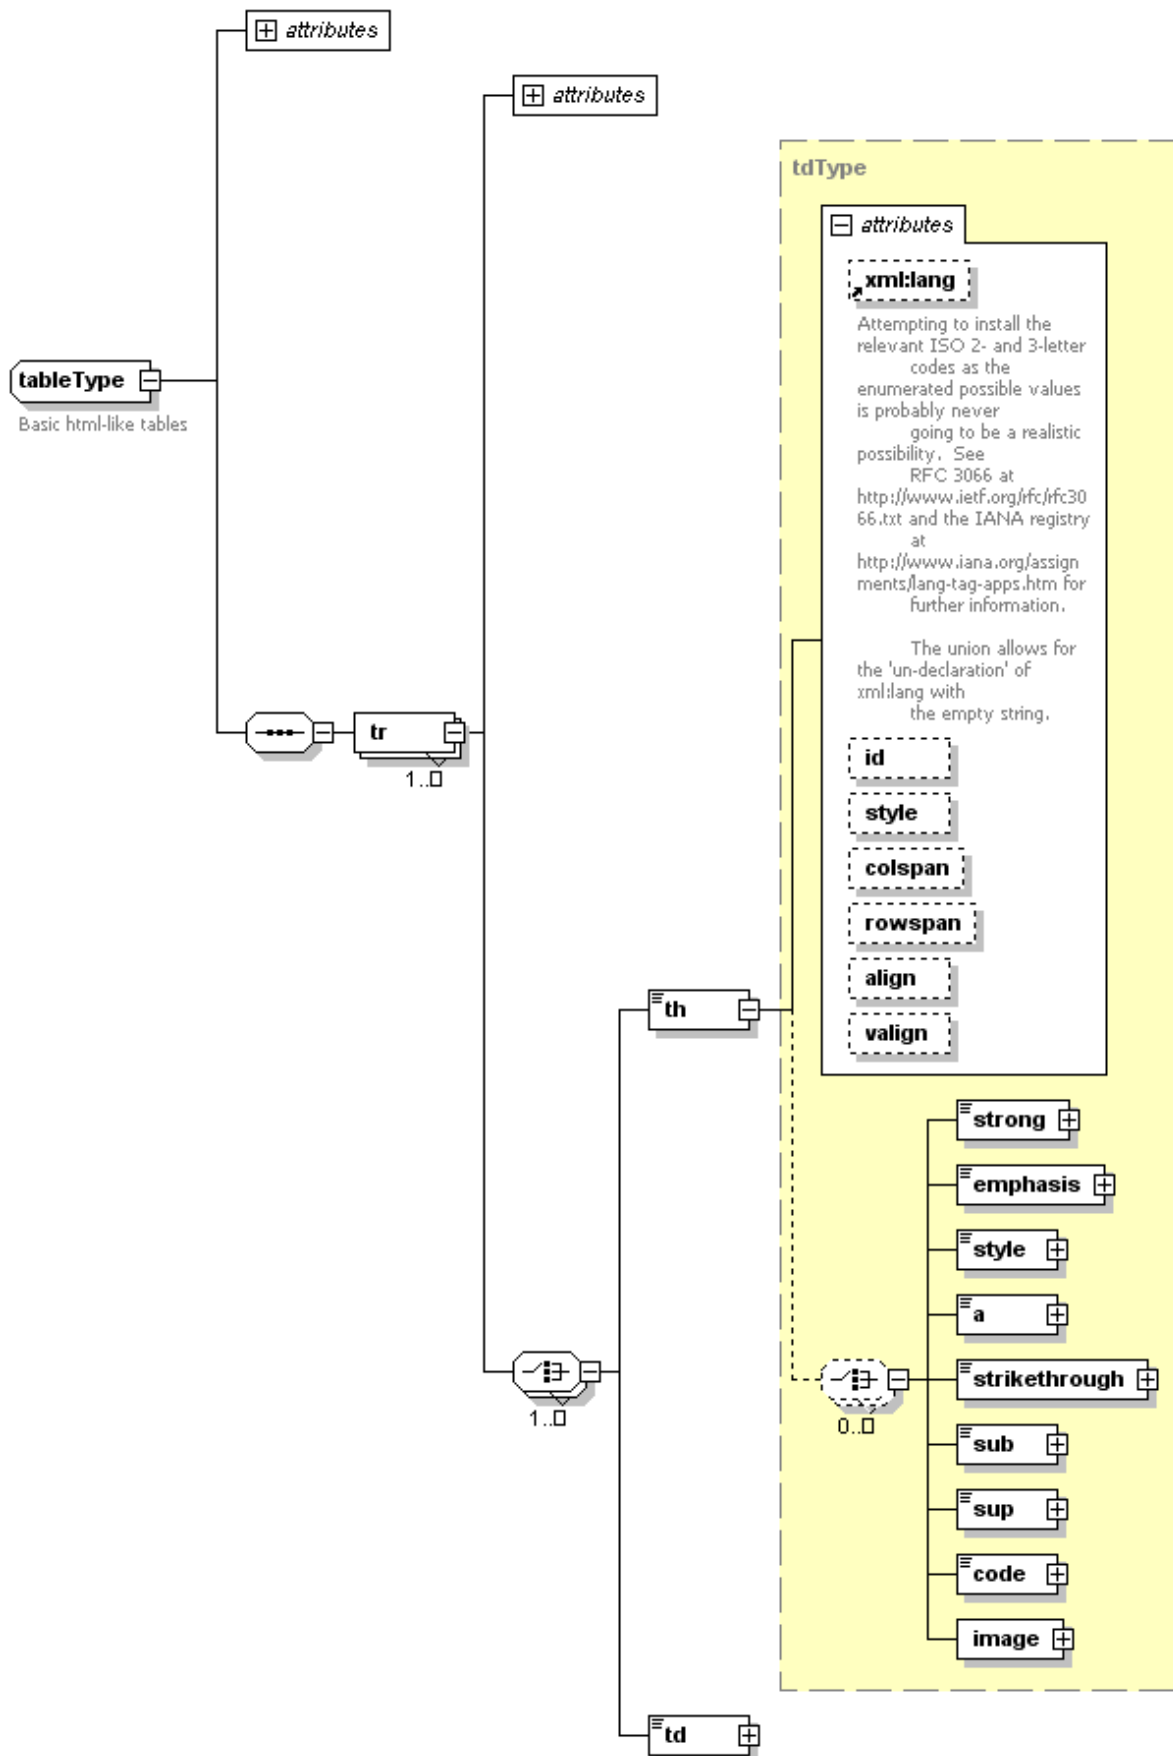 attributes
attributes
tdType
attributes
xml:lang
Attempting to install the
relevant ISO 2- and 3-letter
codes as the
enumerated possible values
is probably never
going to be a realistic
possibility. See
RFC 3066 at
http://www.ietf.org/rfc/rfc30
66.txt and the IANA registry
at
http://www.iana.org/assign
ments/lang-tag-apps.htm for
further information.
The union allows for
the 'un-declaration' of
xml:lang with
the empty string.
tableType
Basic html-like tables
tr
1..▯
id
style
colspan
rowspan
align
valign
th
strong
emphasis
style
a
strikethrough
sub
sup
code
image
1..▯
0..▯
td